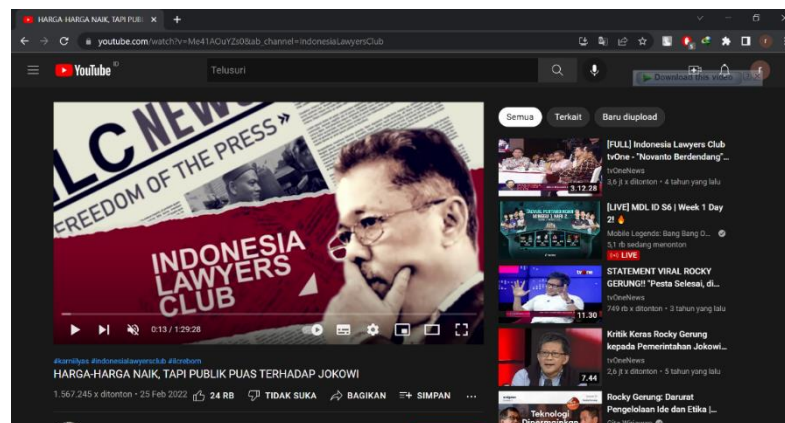 HARGA-HARGA NAIK, TAPI PUBL
youtube.com/watch?v=Me41AOuYZs0&ab_channel=IndonesiaLawyersClub
YouTube ID
Telusuri
Download this video
LC NEWS
FREEDOM OF THE PRESS
INDONESIA
LAWYERS
CLUB
0:13 / 1:29:28
#karniilyas #indonesialawyersclub #ilcreborn
HARGA-HARGA NAIK, TAPI PUBLIK PUAS TERHADAP JOKOWI
1.567.245 x ditonton • 25 Feb 2022 24 RB TIDAK SUKA BAGIKAN SIMPAN ...
Semua Terkait Baru diupload
[FULL] Indonesia Lawyers Club
tvOne - "Novanto Berdendang"...
tvOneNews
3,6 jt x ditonton • 4 tahun yang lalu
3.12.28
[LIVE] MDL ID S6 | Week 1 Day
2!
Mobile Legends: Bang Bang O...
5,1 rb sedang menonton
LIVE
STATEMENT VIRAL ROCKY
GERUNG!! "Pesta Selesai, di...
tvOneNews
749 rb x ditonton • 3 tahun yang lalu
11.30
Kritik Keras Rocky Gerung
kepada Pemerintahan Jokowi...
tvOneNews
2,6 jt x ditonton • 5 tahun yang lalu
7.44
Rocky Gerung: Darurat
Pengelolaan Ide dan Etika |...
Teknologi